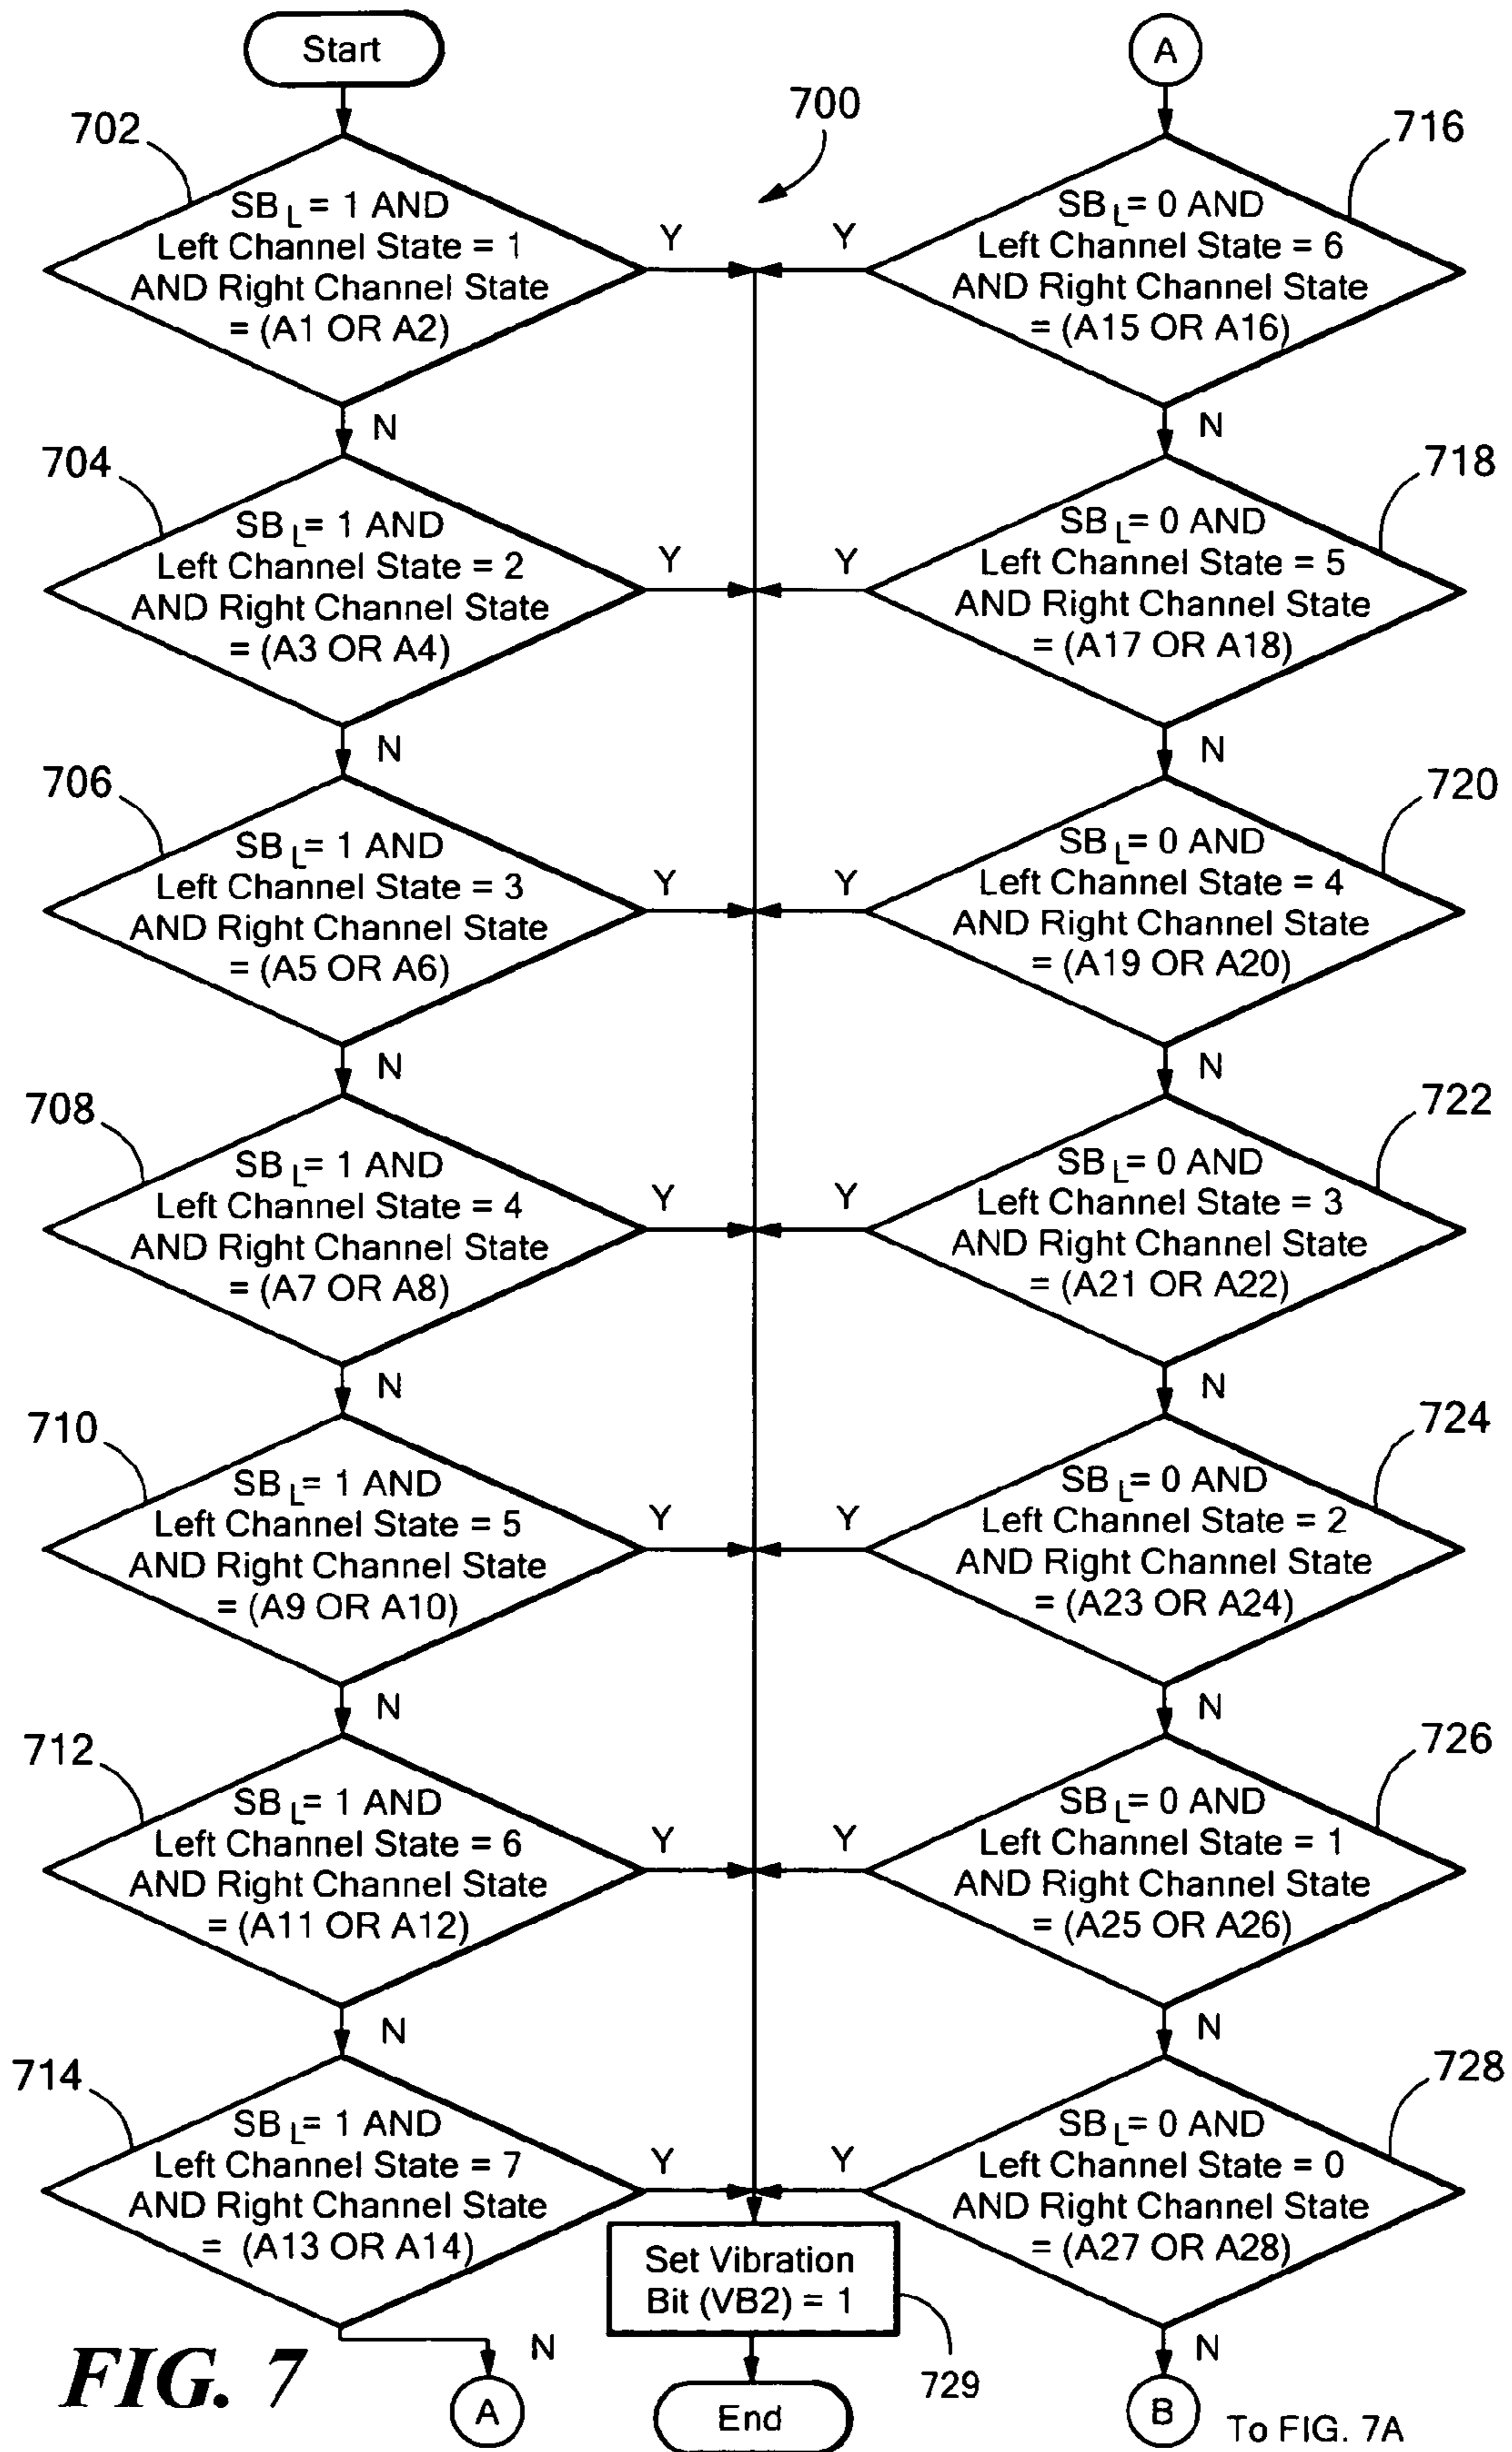 Start
702
SB L = 1 AND
Left Channel State = 1
AND Right Channel State
= (A1 OR A2)
Y
N
704
SB L = 1 AND
Left Channel State = 2
AND Right Channel State
= (A3 OR A4)
Y
N
706
SB L = 1 AND
Left Channel State = 3
AND Right Channel State
= (A5 OR A6)
Y
N
708
SB L = 1 AND
Left Channel State = 4
AND Right Channel State
= (A7 OR A8)
Y
N
710
SB L = 1 AND
Left Channel State = 5
AND Right Channel State
= (A9 OR A10)
Y
N
712
SB L = 1 AND
Left Channel State = 6
AND Right Channel State
= (A11 OR A12)
Y
N
714
SB L = 1 AND
Left Channel State = 7
AND Right Channel State
= (A13 OR A14)
Y
N
A
700
A
716
SB L = 0 AND
Left Channel State = 6
AND Right Channel State
= (A15 OR A16)
Y
N
718
SB L = 0 AND
Left Channel State = 5
AND Right Channel State
= (A17 OR A18)
Y
N
720
SB L = 0 AND
Left Channel State = 4
AND Right Channel State
= (A19 OR A20)
Y
N
722
SB L = 0 AND
Left Channel State = 3
AND Right Channel State
= (A21 OR A22)
Y
N
724
SB L = 0 AND
Left Channel State = 2
AND Right Channel State
= (A23 OR A24)
Y
N
726
SB L = 0 AND
Left Channel State = 1
AND Right Channel State
= (A25 OR A26)
Y
N
728
SB L = 0 AND
Left Channel State = 0
AND Right Channel State
= (A27 OR A28)
Y
N
B
To FIG. 7A
Set Vibration
Bit (VB2) = 1
729
End
FIG. 7